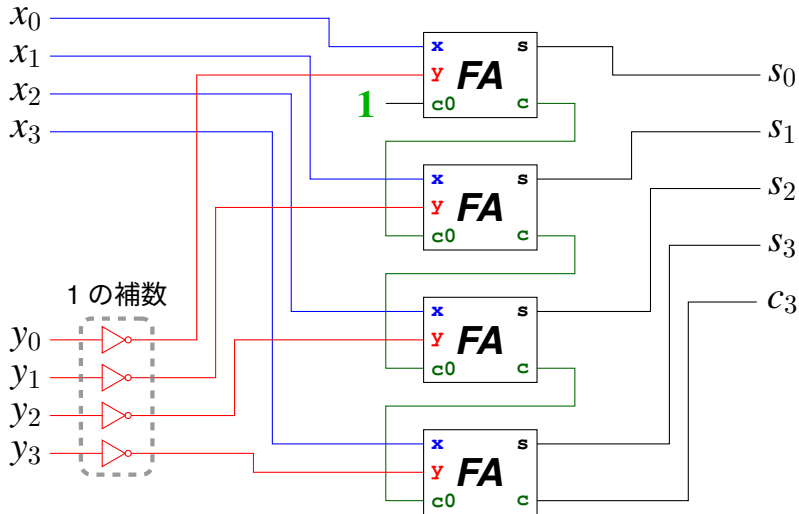 x0
x1
x2
x3
1 の補数
y0
y1
y2
y3
1
x s
y FA
c0 c
x s
y FA
c0 c
x s
y FA
c0 c
x s
y FA
c0 c
s0
s1
s2
s3
c3